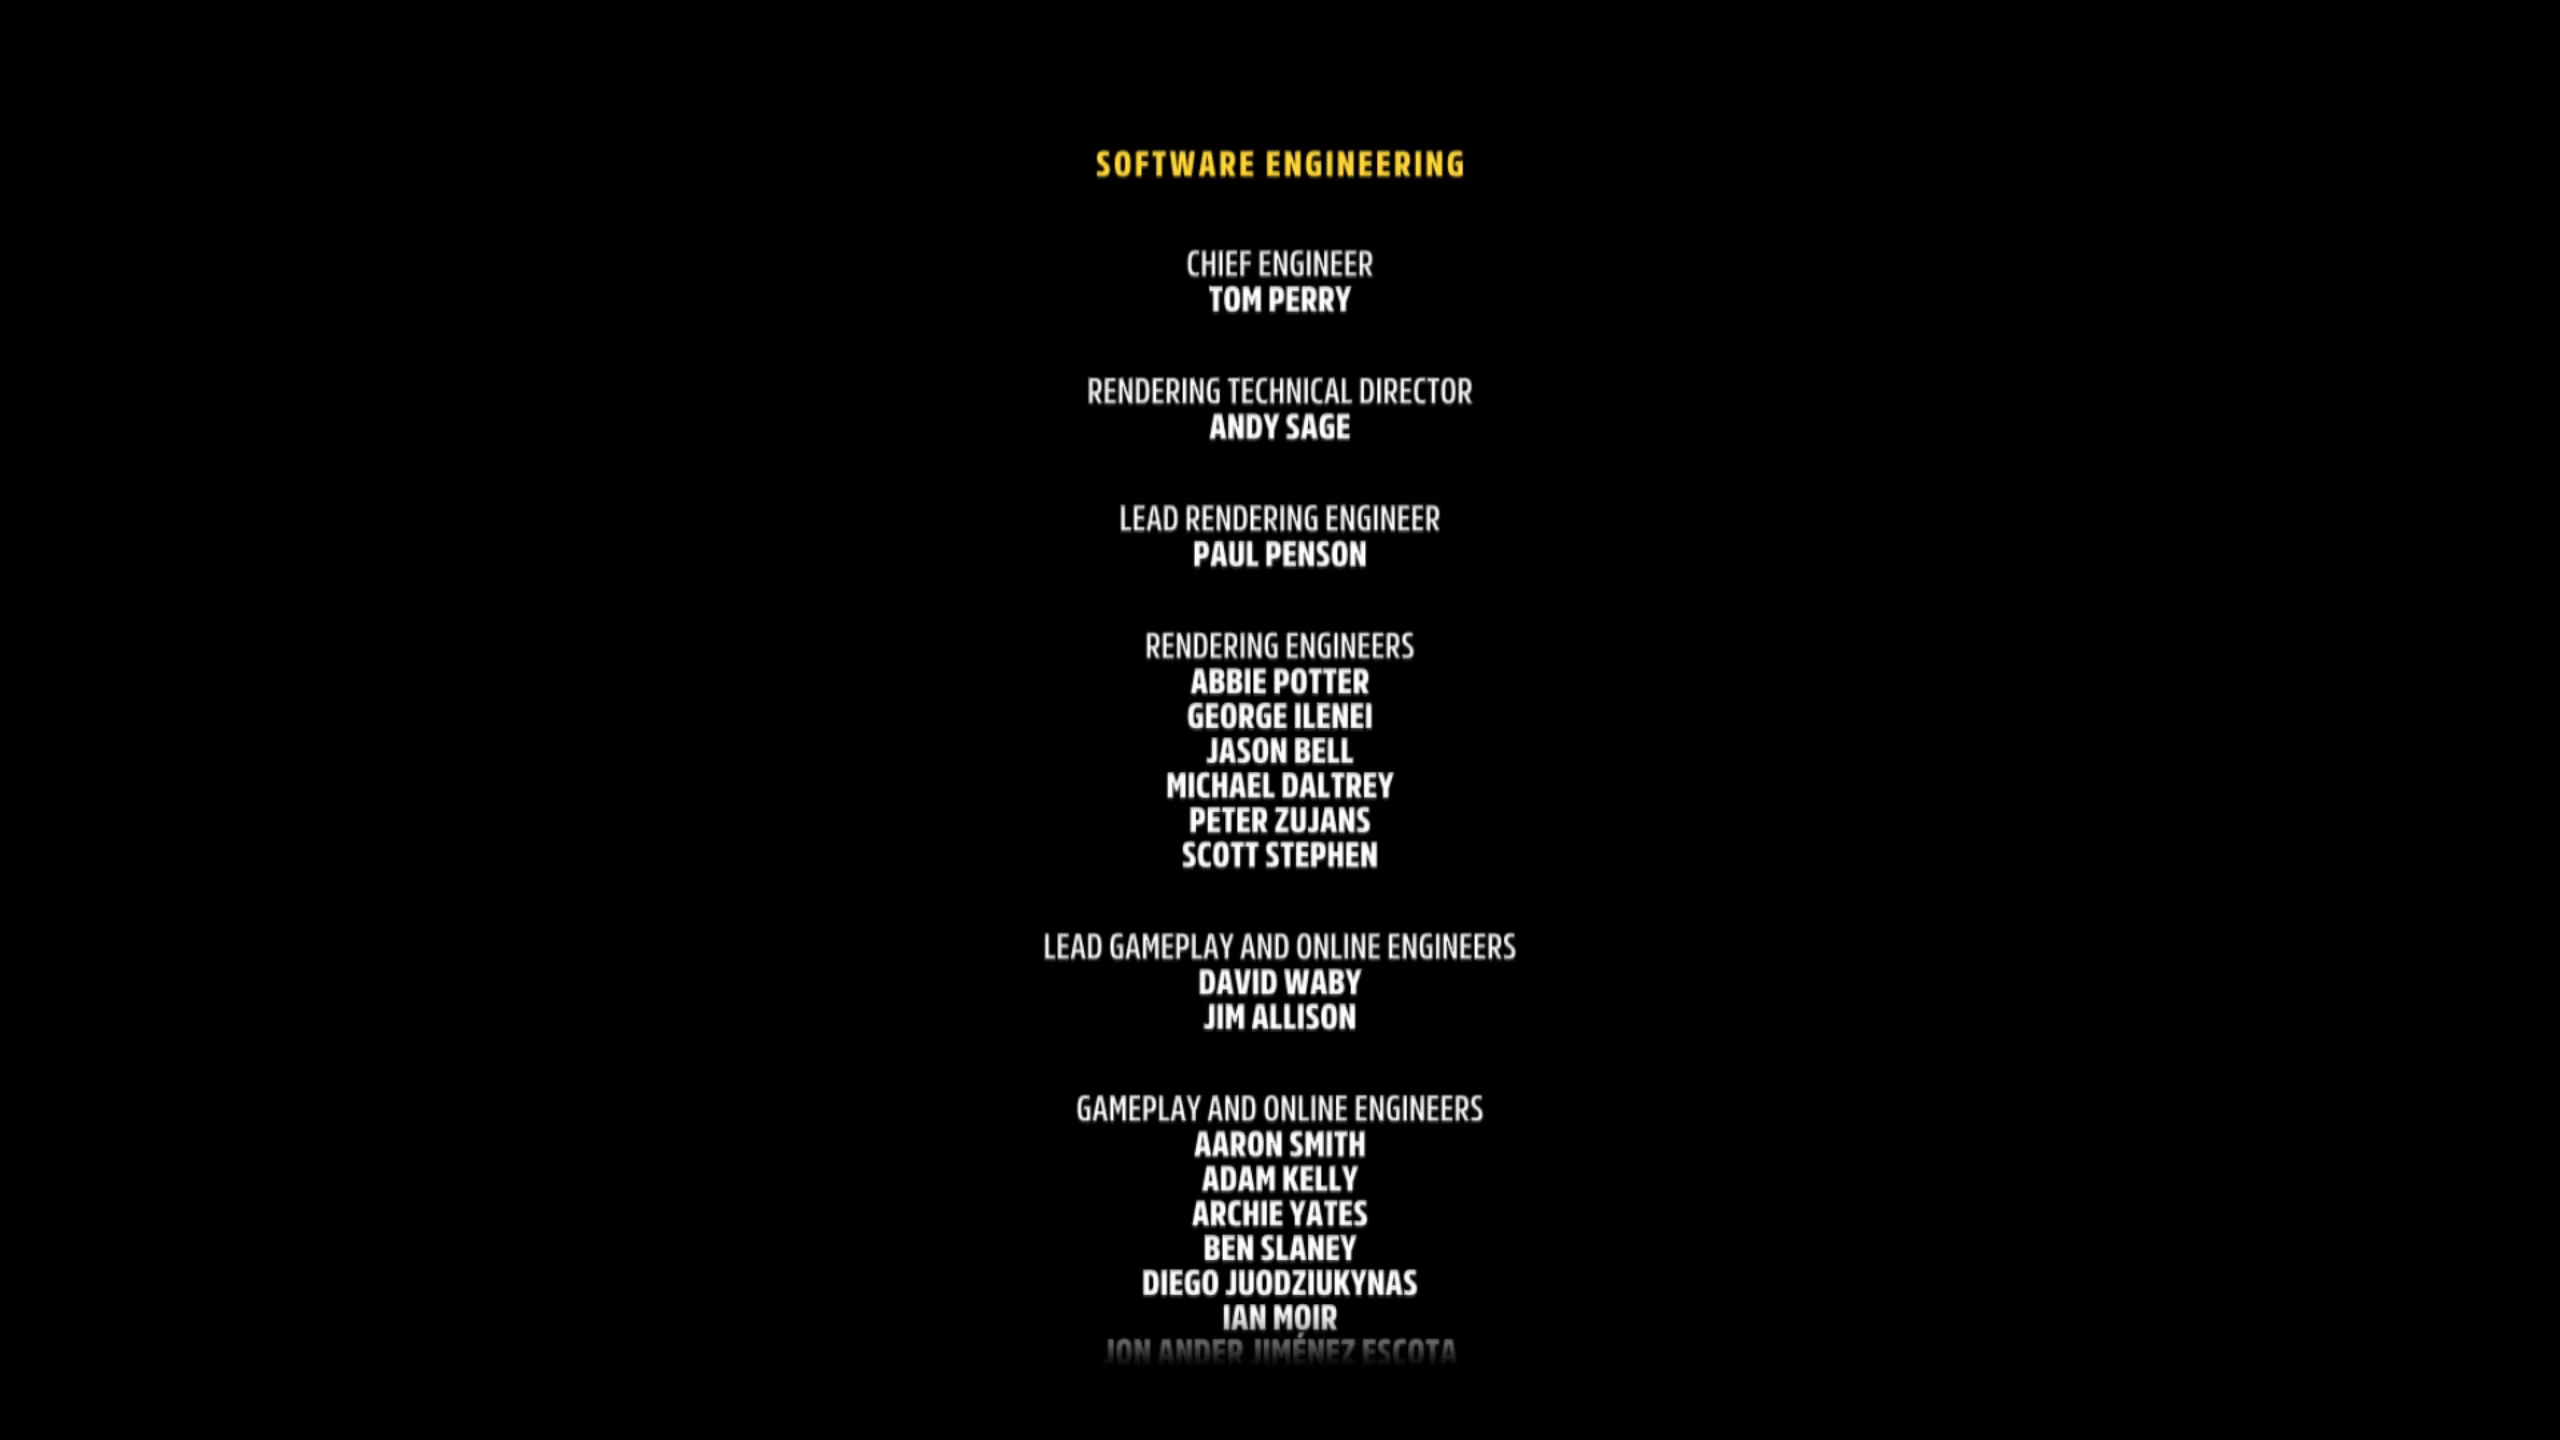 SOFTWARE ENGINEERING
CHIEF ENGINEER
TOM PERRY
RENDERING TECHNICAL DIRECTOR
ANDY SAGE
LEAD RENDERING ENGINEER
PAUL PENSON
RENDERING ENGINEERS
ABBIE POTTER
GEORGE ILENEI
JASON BELL
MICHAEL DALTREY
PETER ZUJANS
SCOTT STEPHEN
LEAD GAMEPLAY AND ONLINE ENGINEERS
DAVID WABY
JIM ALLISON
GAMEPLAY AND ONLINE ENGINEERS
AARON SMITH
ADAM KELLY
ARCHIE YATES
BEN SLANEY
DIEGO JUODZIUKYNAS
IAN MOIR
JON ANDER JIMÉNEZ ESCOTA